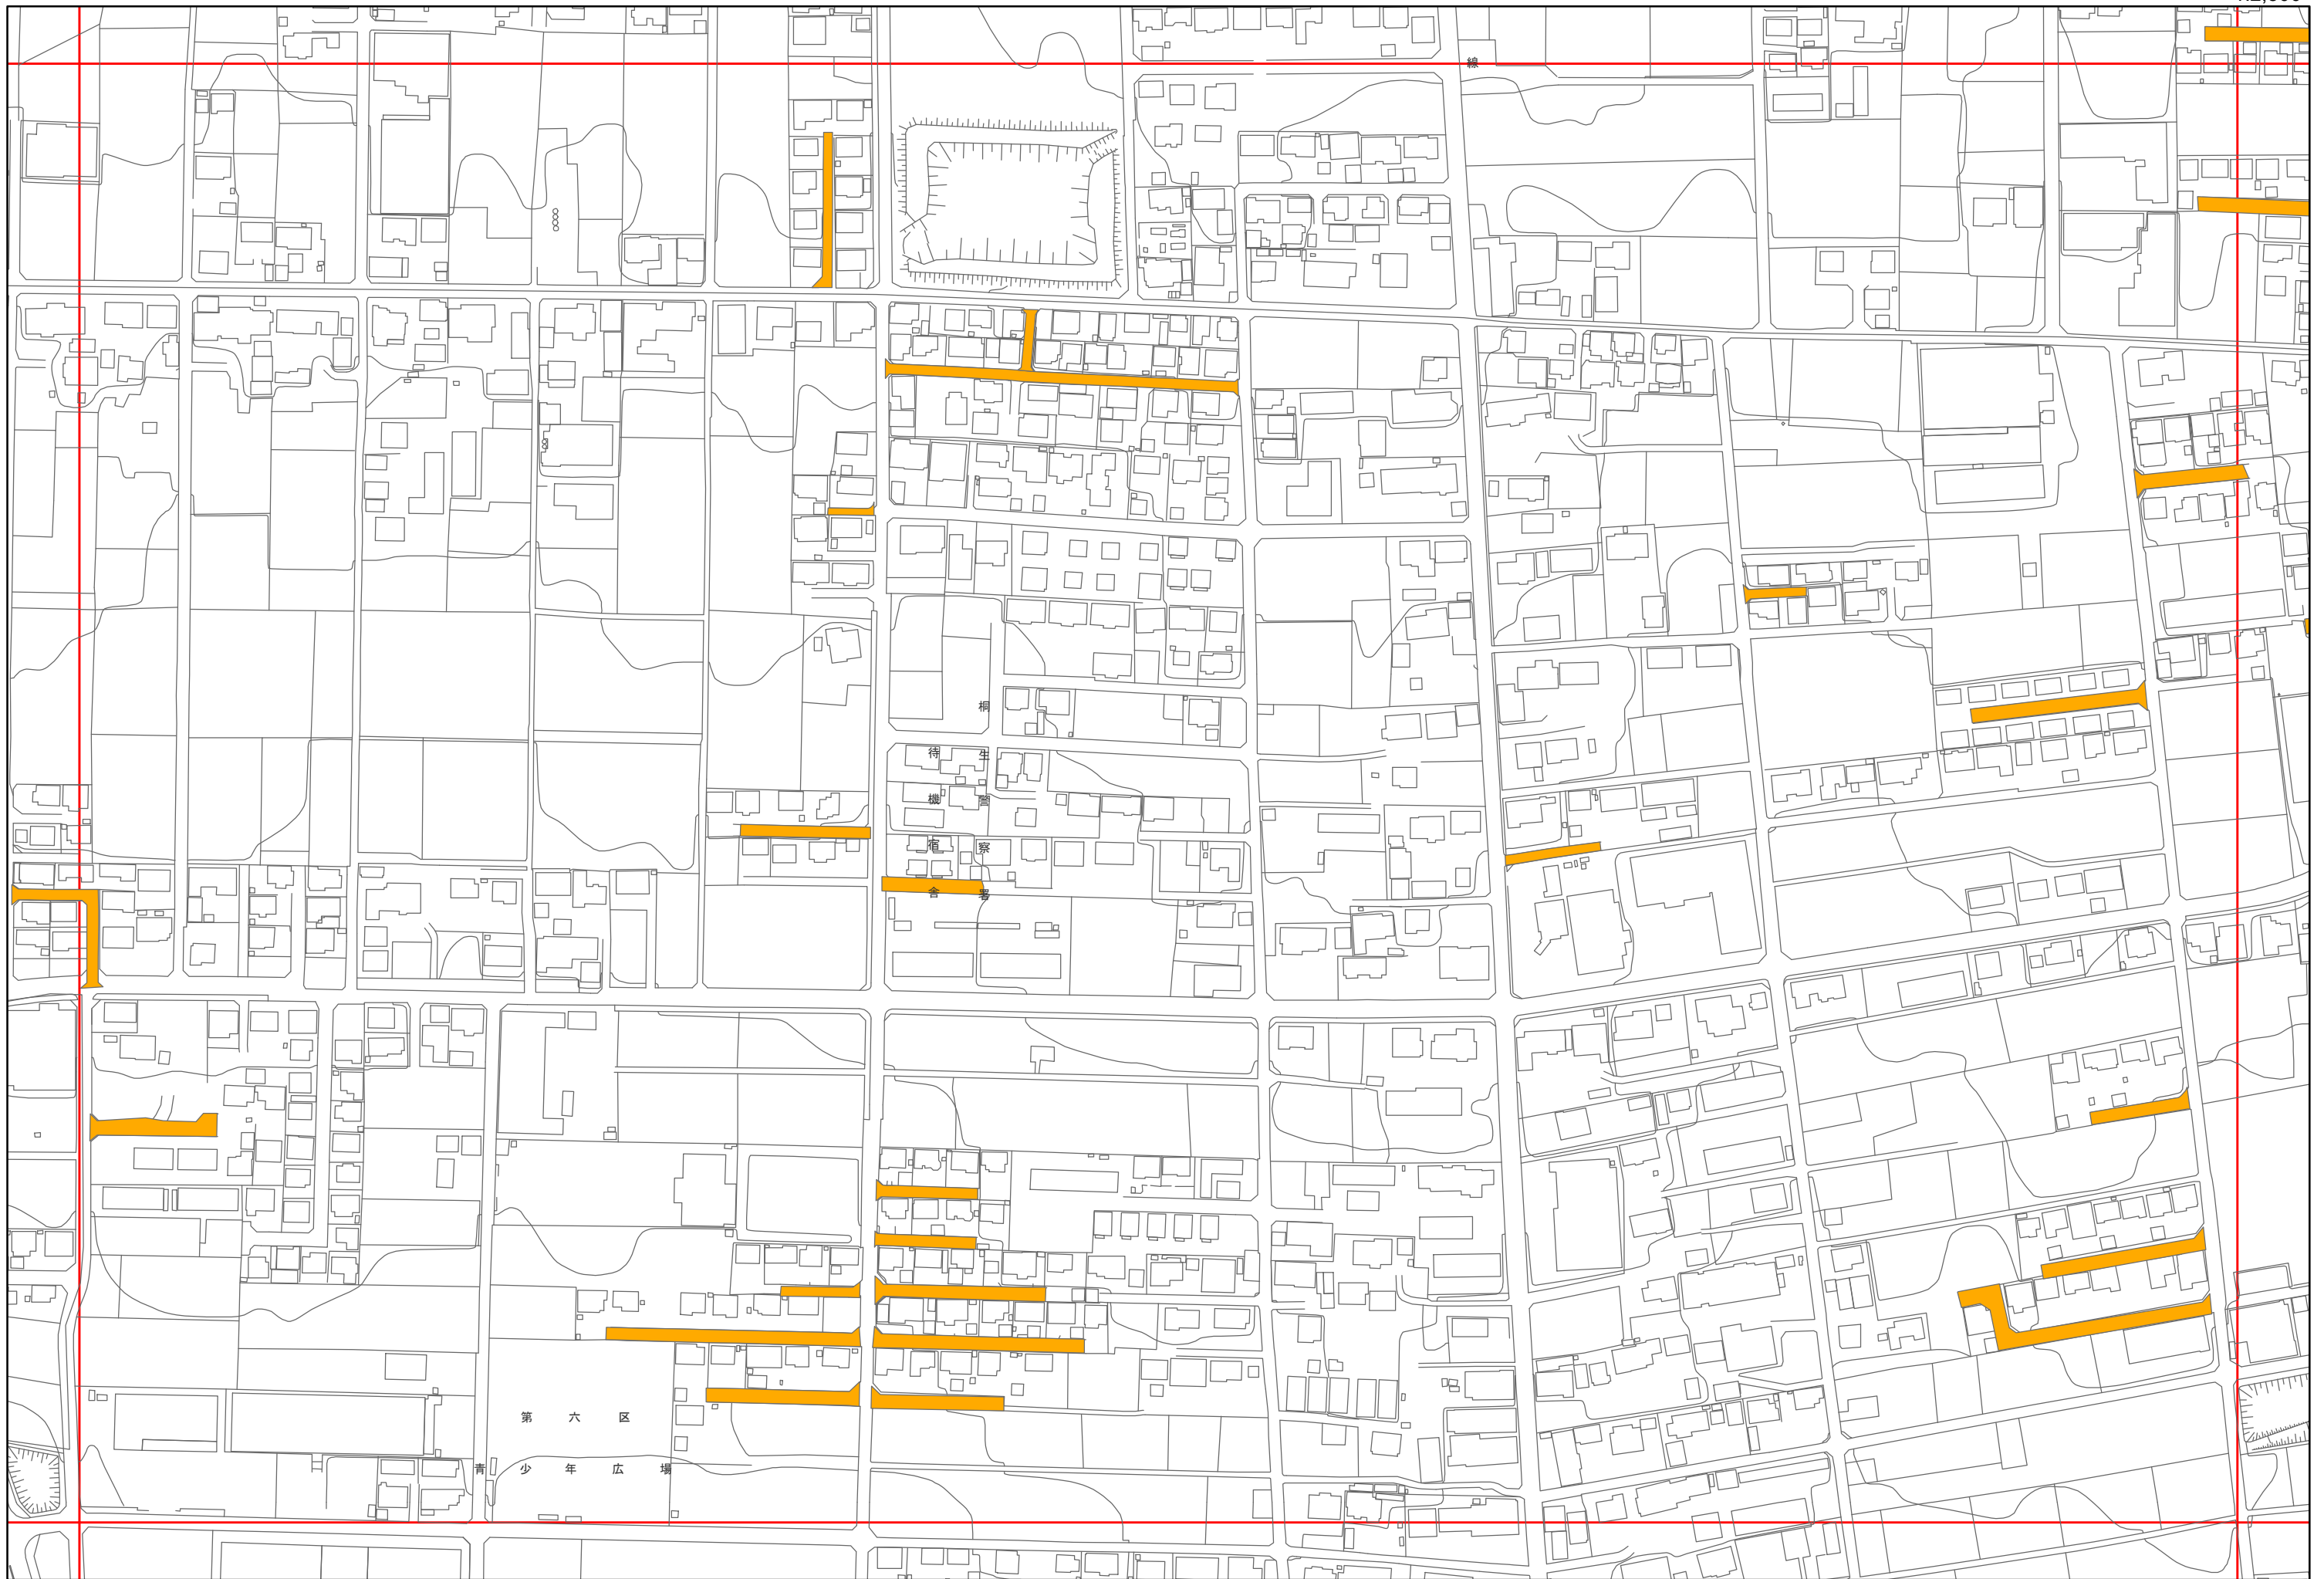 線
桐生警察署
待機宿舎
第六区
青少年広場